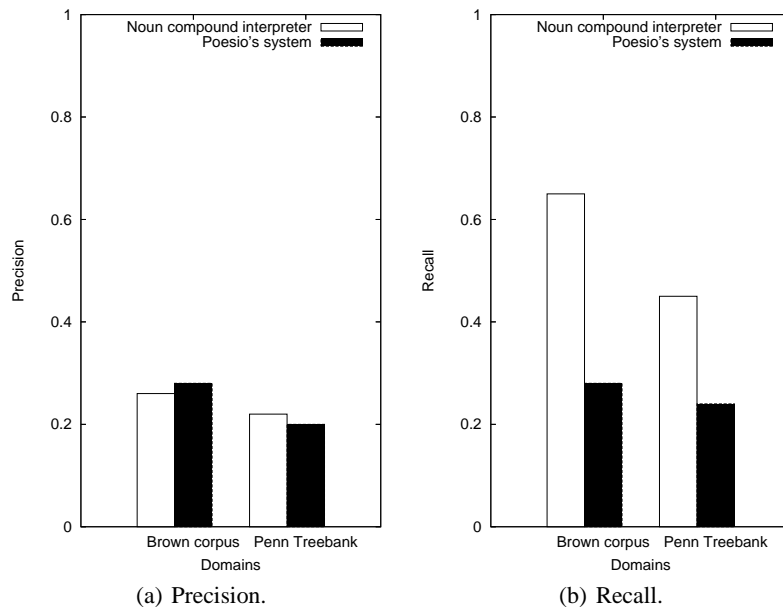 Noun compound interpreter
Poesio's system
1
0.8
0.6
0.4
0.2
0
Precision
Brown corpus
Penn Treebank
Domains
(a) Precision.
Noun compound interpreter
Poesio's system
1
0.8
0.6
0.4
0.2
0
Recall
Brown corpus
Penn Treebank
Domains
(b) Recall.